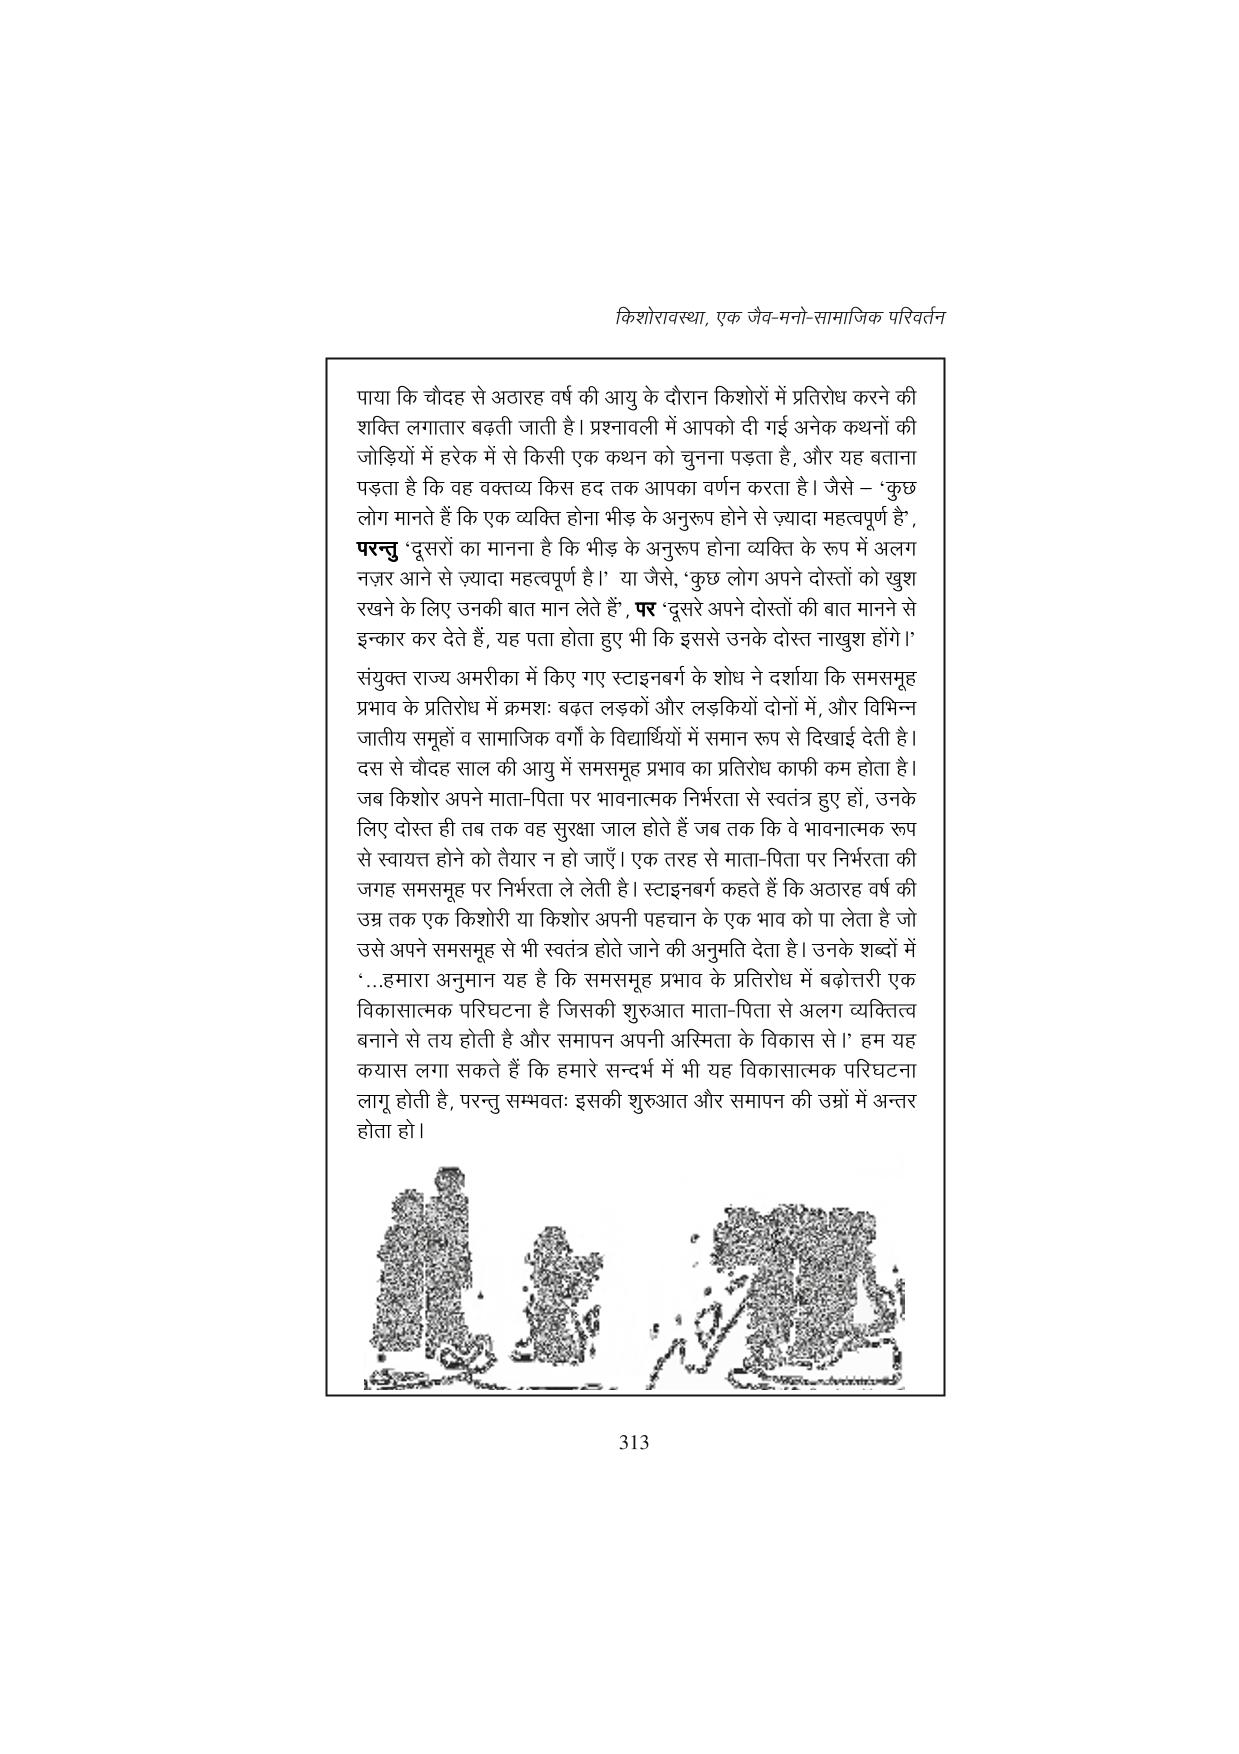 किशोरावस्था, एक जैव-मनो-सामाजिक परिवर्तन
पाया कि चौदह से अठारह वर्ष की आयु के दौरान किशोरों में प्रतिरोध करने की
शक्ति लगातार बढ़ती जाती है। प्रश्नावली में आपको दी गई अनेक कथनों की
जोड़ियों में हरेक में से किसी एक कथन को चुनना पड़ता है, और यह बताना
पड़ता है कि वह वक्तव्य किस हद तक आपका वर्णन करता है। जैसे – ‘कुछ
लोग मानते हैं कि एक व्यक्ति होना भीड़ के अनुरूप होने से ज़्यादा महत्वपूर्ण है’,
परन्तु ‘दूसरों का मानना है कि भीड़ के अनुरूप होना व्यक्ति के रूप में अलग
नज़र आने से ज़्यादा महत्वपूर्ण है।’ या जैसे, ‘कुछ लोग अपने दोस्तों को खुश
रखने के लिए उनकी बात मान लेते हैं’, पर ‘दूसरे अपने दोस्तों की बात मानने से
इन्कार कर देते हैं, यह पता होता हुए भी कि इससे उनके दोस्त नाखुश होंगे।’
संयुक्त राज्य अमरीका में किए गए स्टाइनबर्ग के शोध ने दर्शाया कि समसमूह
प्रभाव के प्रतिरोध में क्रमशः बढ़त लड़कों और लड़कियों दोनों में, और विभिन्न
जातीय समूहों व सामाजिक वर्गों के विद्यार्थियों में समान रूप से दिखाई देती है।
दस से चौदह साल की आयु में समसमूह प्रभाव का प्रतिरोध काफी कम होता है।
जब किशोर अपने माता-पिता पर भावनात्मक निर्भरता से स्वतंत्र हुए हों, उनके
लिए दोस्त ही तब तक वह सुरक्षा जाल होते हैं जब तक कि वे भावनात्मक रूप
से स्वायत्त होने को तैयार न हो जाएँ। एक तरह से माता-पिता पर निर्भरता की
जगह समसमूह पर निर्भरता ले लेती है। स्टाइनबर्ग कहते हैं कि अठारह वर्ष की
उम्र तक एक किशोरी या किशोर अपनी पहचान के एक भाव को पा लेता है जो
उसे अपने समसमूह से भी स्वतंत्र होते जाने की अनुमति देता है। उनके शब्दों में
‘...हमारा अनुमान यह है कि समसमूह प्रभाव के प्रतिरोध में बढ़ोत्तरी एक
विकासात्मक परिघटना है जिसकी शुरुआत माता-पिता से अलग व्यक्तित्व
बनाने से तय होती है और समापन अपनी अस्मिता के विकास से।’ हम यह
कयास लगा सकते हैं कि हमारे सन्दर्भ में भी यह विकासात्मक परिघटना
लागू होती है, परन्तु सम्भवतः इसकी शुरुआत और समापन की उम्रों में अन्तर
होता हो।
313